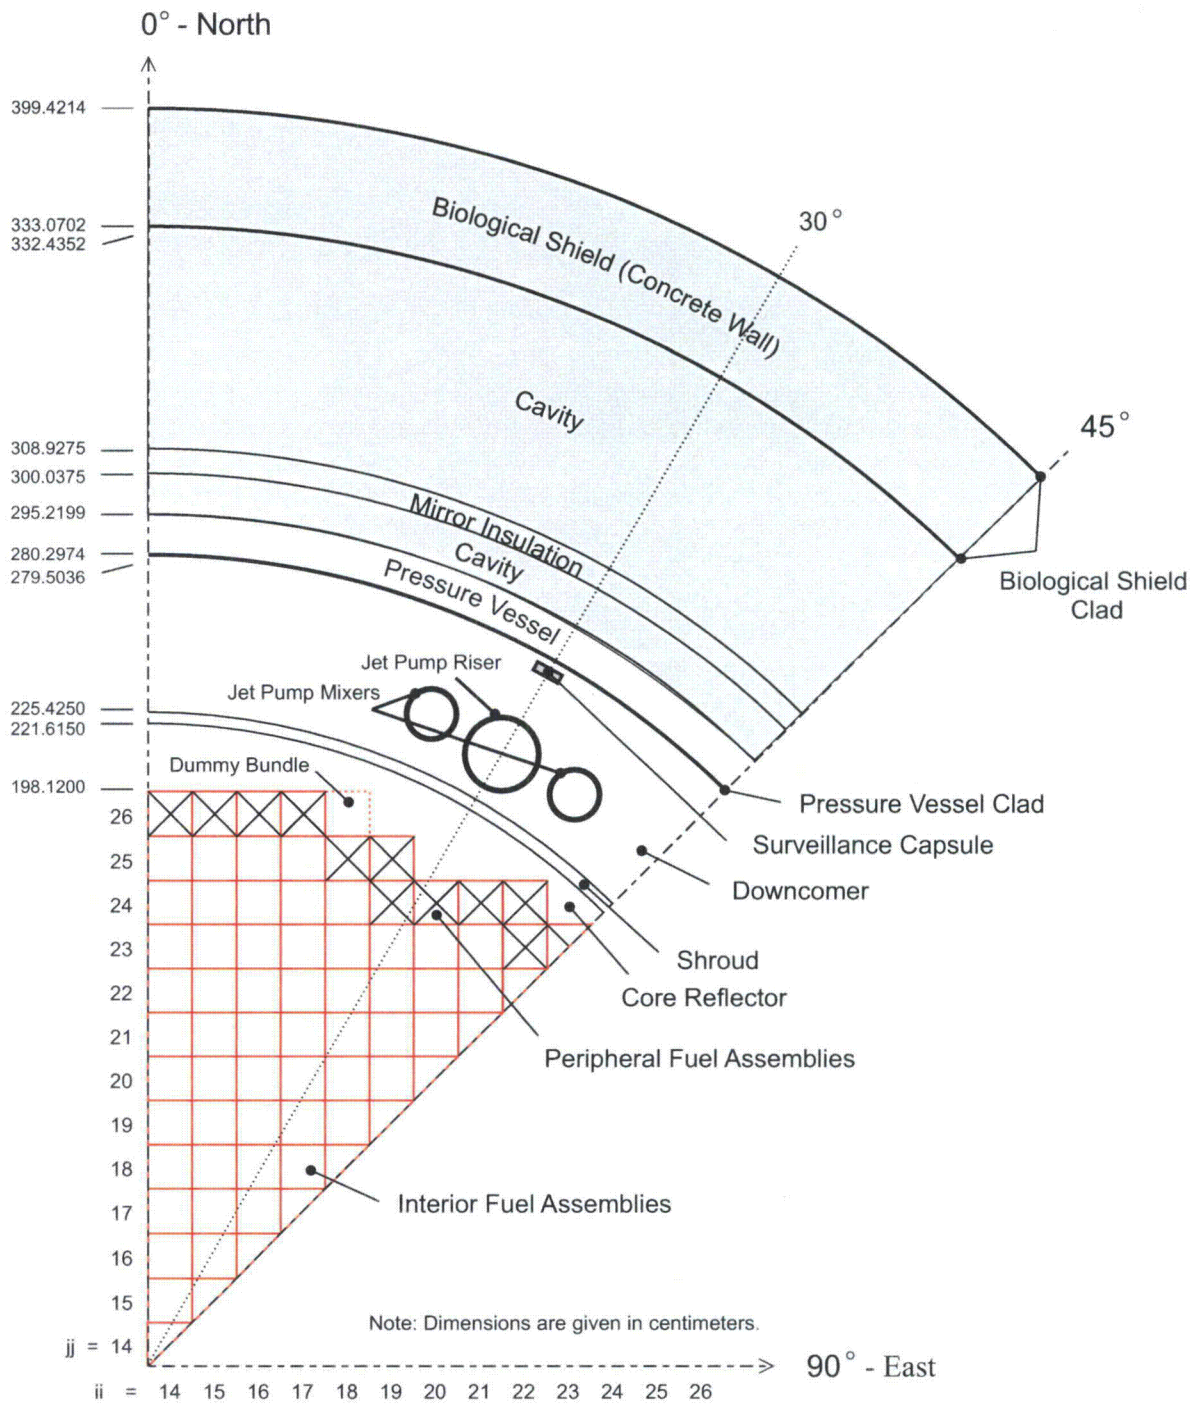 0° - North
399.4214
333.0702
332.4352
Biological Shield (Concrete Wall)
30°
Cavity
45°
308.9275
300.0375
295.2199
280.2974
279.5036
Mirror Insulation
Cavity
Pressure Vessel
Biological Shield
Clad
Jet Pump Riser
Jet Pump Mixers
225.4250
221.6150
Dummy Bundle
198.1200
Pressure Vessel Clad
Surveillance Capsule
Downcomer
Shroud
Core Reflector
Peripheral Fuel Assemblies
Interior Fuel Assemblies
26
25
24
23
22
21
20
19
18
17
16
15
jj = 14
Note: Dimensions are given in centimeters.
90° - East
ii = 14 15 16 17 18 19 20 21 22 23 24 25 26